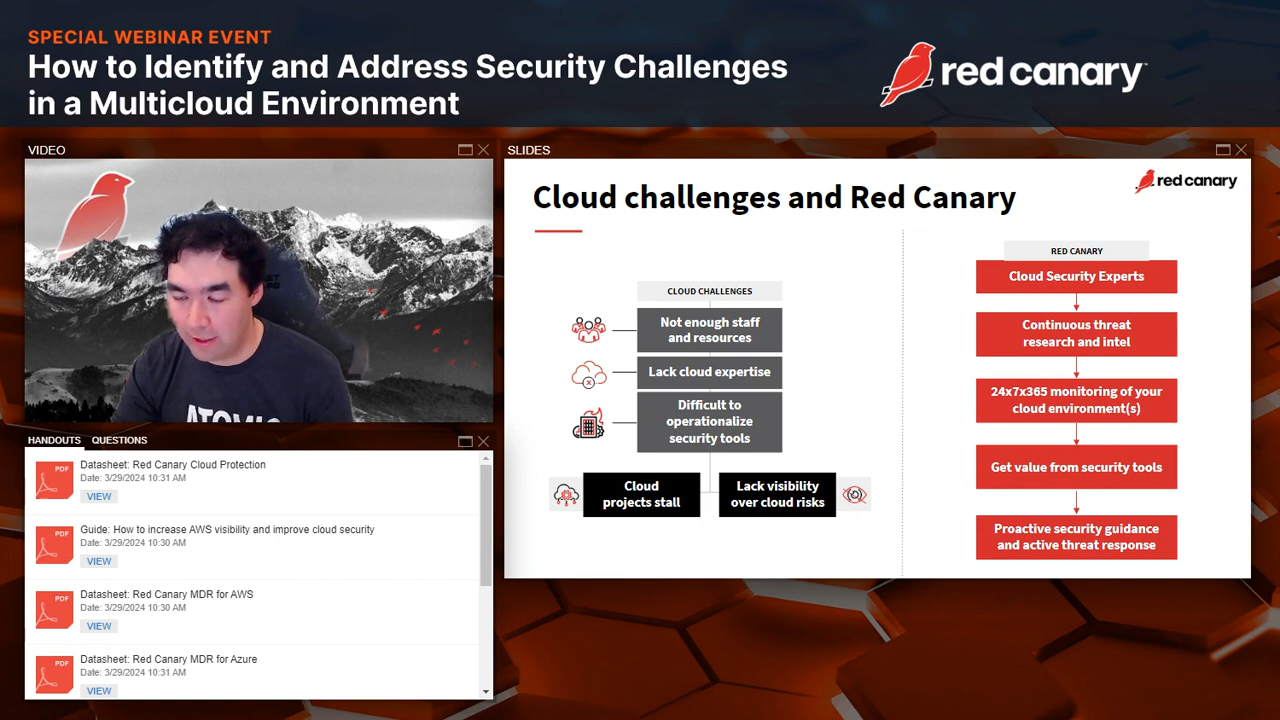 SPECIAL WEBINAR EVENT
How to Identify and Address Security Challenges
in a Multicloud Environment
red canary
VIDEO
ATOMIC
HANDOUTS QUESTIONS
PDF
Datasheet: Red Canary Cloud Protection
Date: 3/29/2024 10:31 AM
VIEW
PDF
Guide: How to increase AWS visibility and improve cloud security
Date: 3/29/2024 10:30 AM
VIEW
PDF
Datasheet: Red Canary MDR for AWS
Date: 3/29/2024 10:30 AM
VIEW
PDF
Datasheet: Red Canary MDR for Azure
Date: 3/29/2024 10:31 AM
VIEW
SLIDES
red canary
Cloud challenges and Red Canary
CLOUD CHALLENGES
Not enough staff
and resources
Lack cloud expertise
Difficult to
operationalize
security tools
Cloud
projects stall
Lack visibility
over cloud risks
RED CANARY
Cloud Security Experts
Continuous threat
research and intel
24x7x365 monitoring of your
cloud environment(s)
Get value from security tools
Proactive security guidance
and active threat response